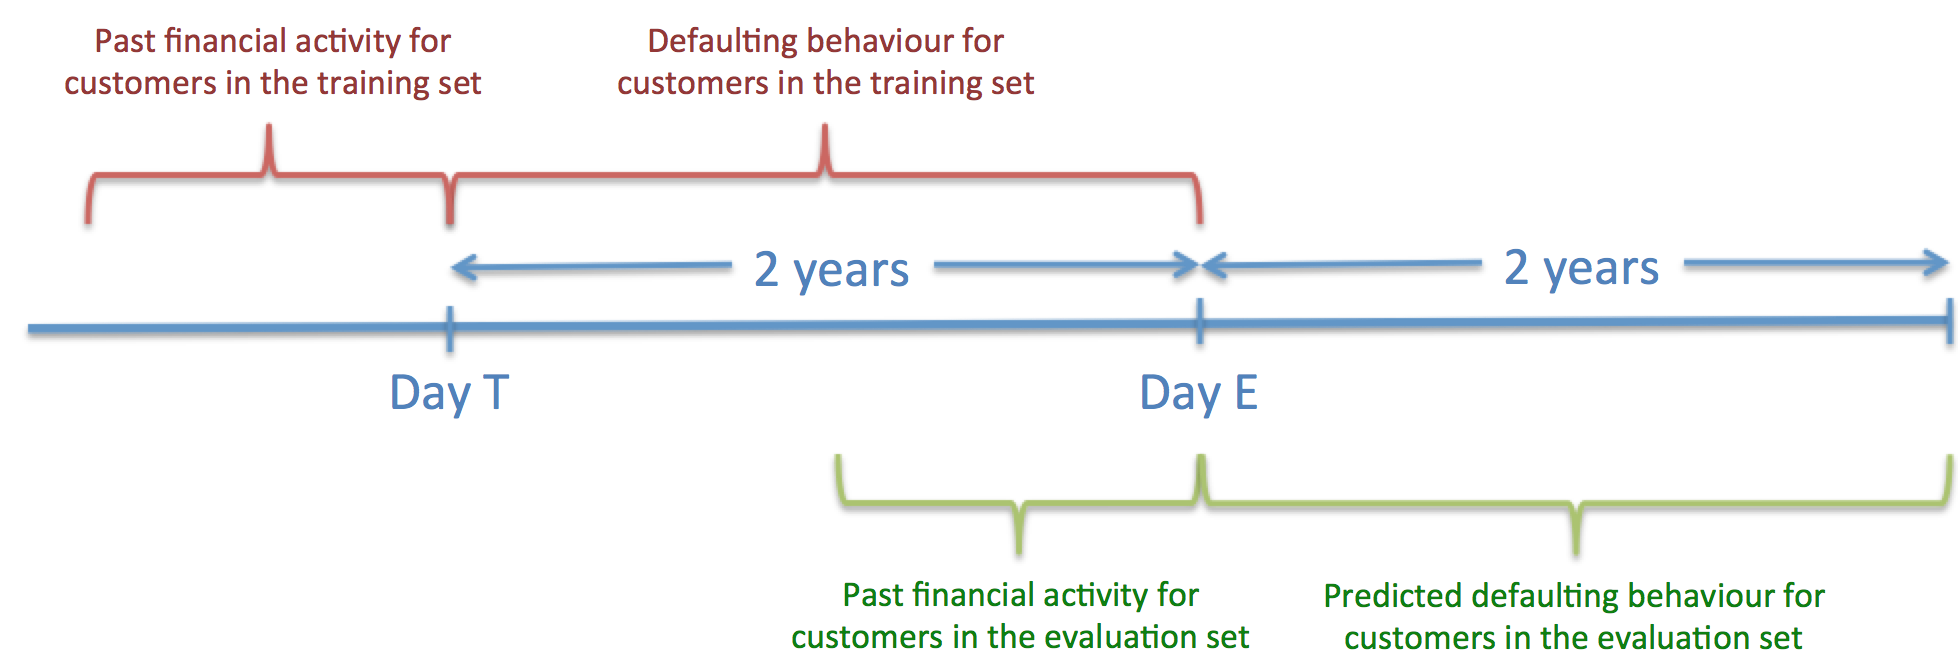 Past financial activity for
customers in the training set
Defaulting behaviour for
customers in the training set
2 years
2 years
Day T
Day E
Past financial activity for
customers in the evaluation set
Predicted defaulting behaviour for
customers in the evaluation set